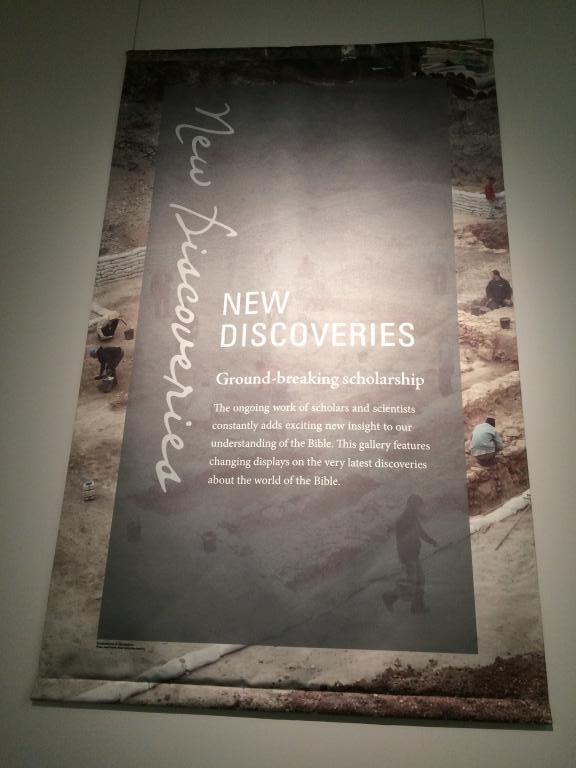 New Discoveries
NEW
DISCOVERIES
Ground-breaking scholarship
The ongoing work of scholars and scientists
constantly adds exciting new insight to our
understanding of the Bible. This gallery features
changing displays on the very latest discoveries
about the world of the Bible.